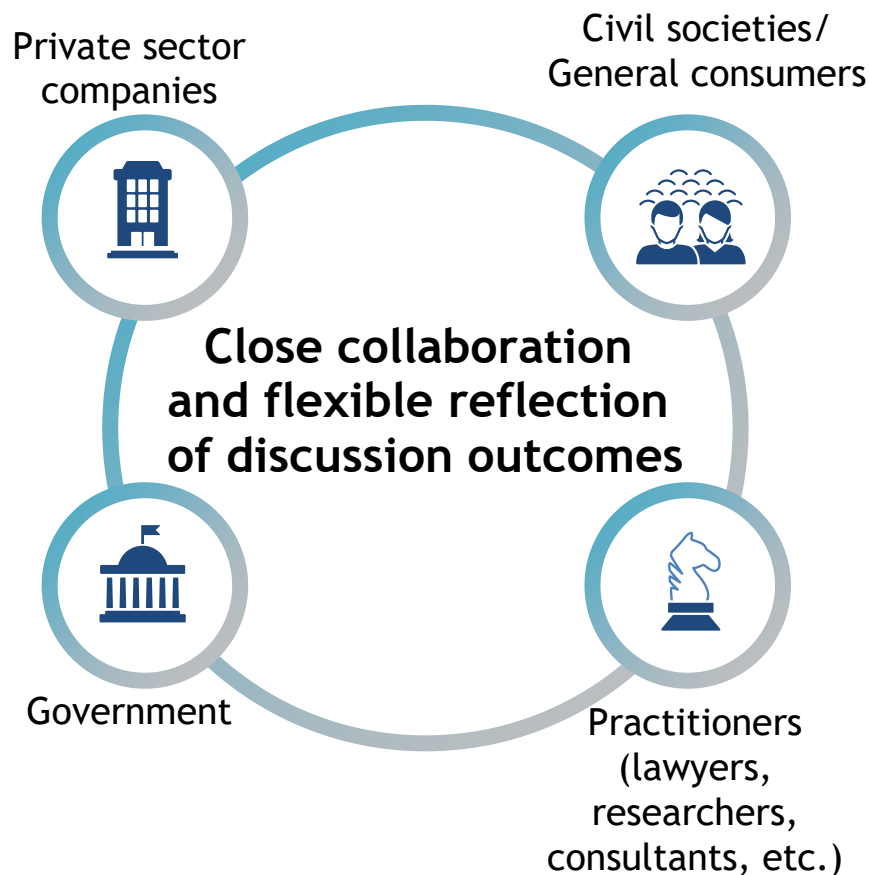 Private sector
companies
Civil societies/
General consumers
Close collaboration
and flexible reflection
of discussion outcomes
Government
Practitioners
(lawyers,
researchers,
consultants, etc.)